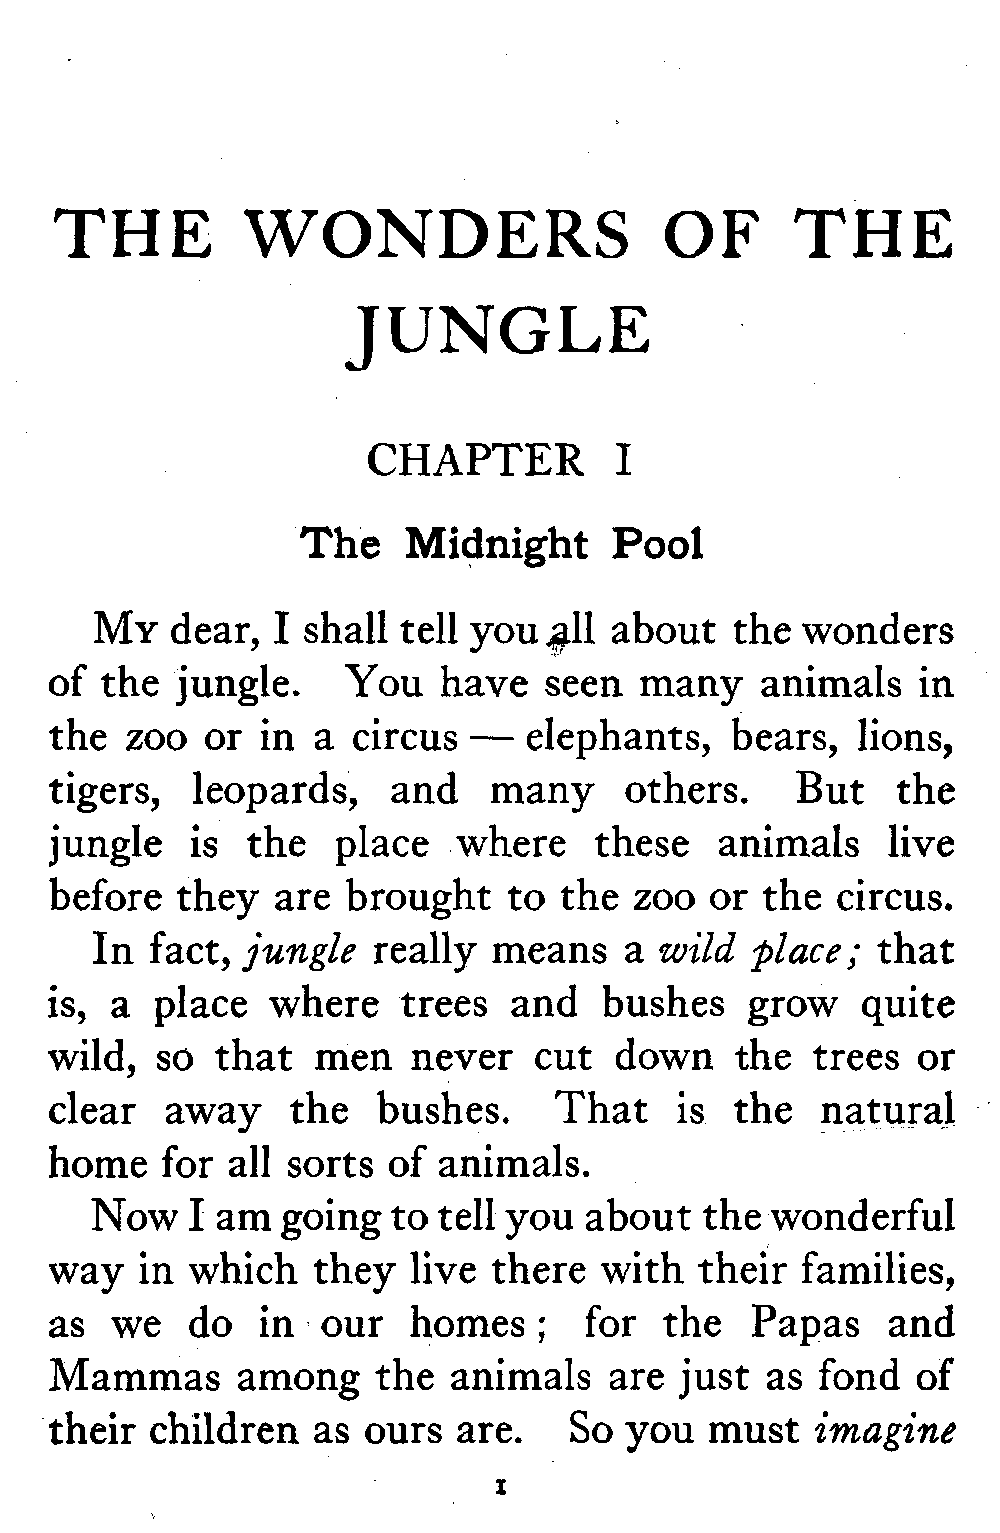 THE WONDERS OF THE
JUNGLE
CHAPTER I
The Midnight Pool
MY dear, I shall tell you all about the wonders
of the jungle. You have seen many animals in
the zoo or in a circus — elephants, bears, lions,
tigers, leopards, and many others. But the
jungle is the place where these animals live
before they are brought to the zoo or the circus.
In fact, jungle really means a wild place; that
is, a place where trees and bushes grow quite
wild, so that men never cut down the trees or
clear away the bushes. That is the natural
home for all sorts of animals.
Now I am going to tell you about the wonderful
way in which they live there with their families,
as we do in our homes; for the Papas and
Mammas among the animals are just as fond of
their children as ours are. So you must imagine
1